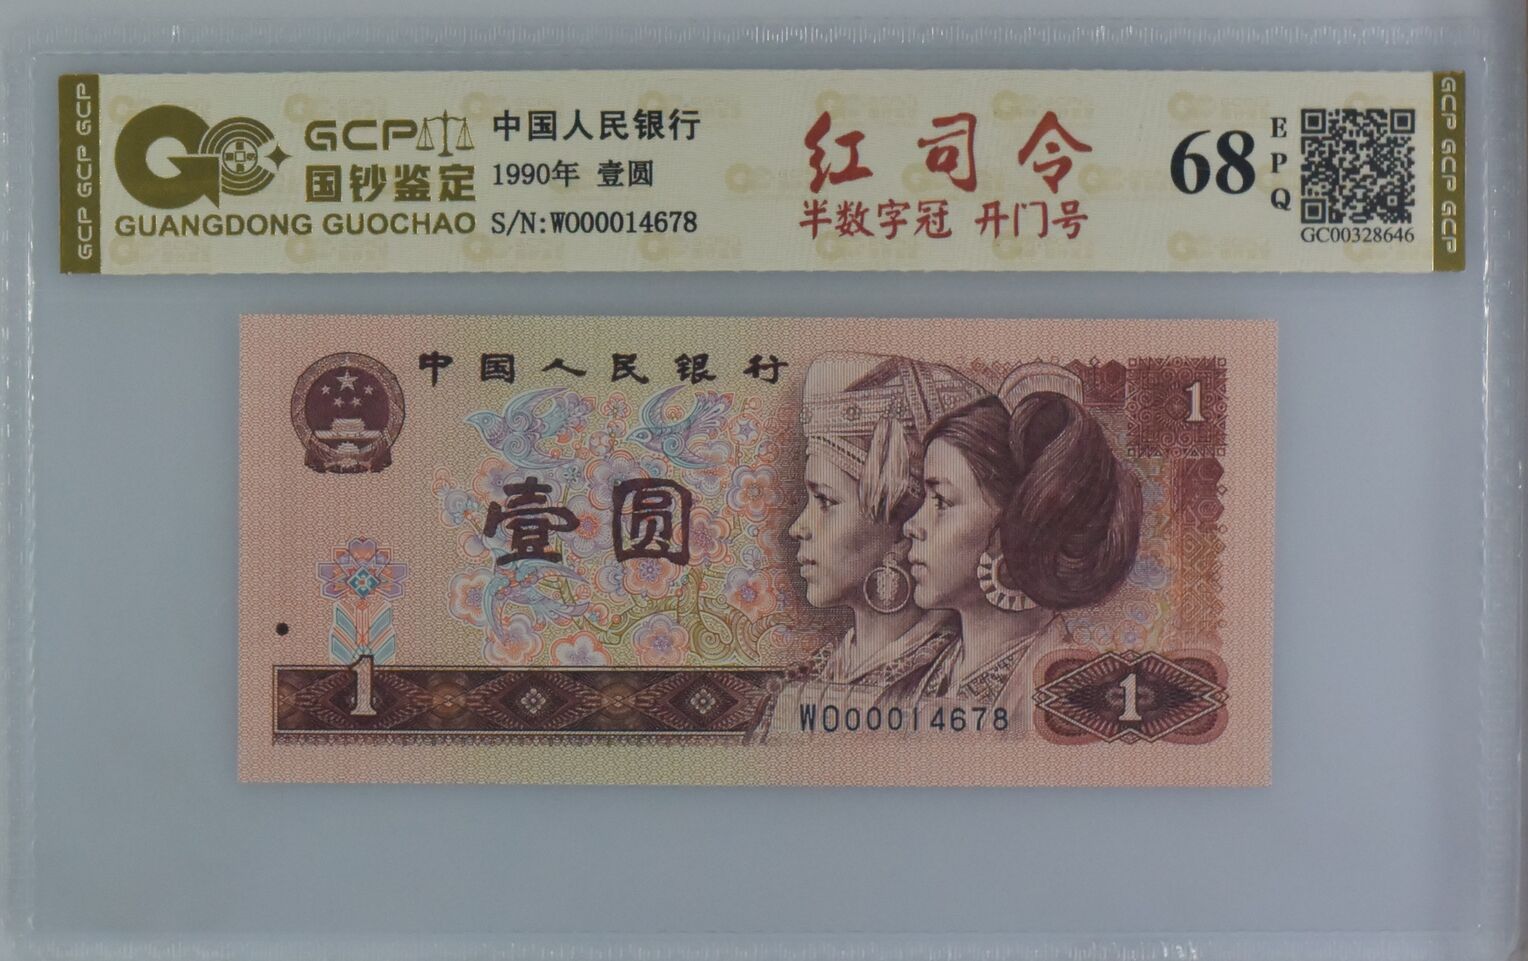 GCP GCP GCP
GCP
国钞鉴定
GUANGDONG GUOCHAO
中国人民银行
1990年 壹圆
S/N:WO00014678
红司令
半数字冠 开门号
68
EPQ
GC00328646
GCP GCP GCP
中国人民银行
1
壹圆
1
WO00014678
1